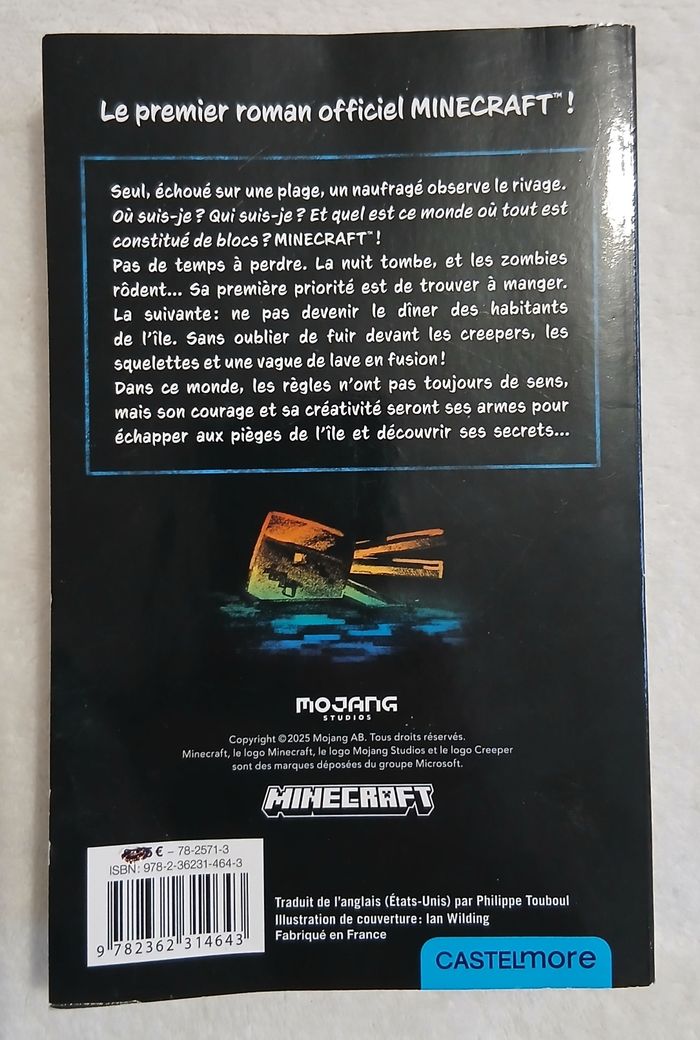 Le premier roman officiel MINECRAFT™ !
Seul, échoué sur une plage, un naufragé observe le rivage.
Où suis-je ? Qui suis-je ? Et quel est ce monde où tout est
constitué de blocs ? MINECRAFT™ !
Pas de temps à perdre. La nuit tombe, et les zombies
rôdent... Sa première priorité est de trouver à manger.
La suivante : ne pas devenir le dîner des habitants
de l'île. Sans oublier de fuir devant les creepers, les
squelettes et une vague de lave en fusion !
Dans ce monde, les règles n'ont pas toujours de sens,
mais son courage et sa créativité seront ses armes pour
échapper aux pièges de l'île et découvrir ses secrets...
MOJANG
STUDIOS
Copyright ©2025 Mojang AB. Tous droits réservés.
Minecraft, le logo Minecraft, le logo Mojang Studios et le logo Creeper
sont des marques déposées du groupe Microsoft.
MINECRAFT
€ – 78-2571-3
ISBN : 978-2-36231-464-3
9 782362 314643
Traduit de l'anglais (États-Unis) par Philippe Touboul
Illustration de couverture : Ian Wilding
Fabriqué en France
CASTELMORE